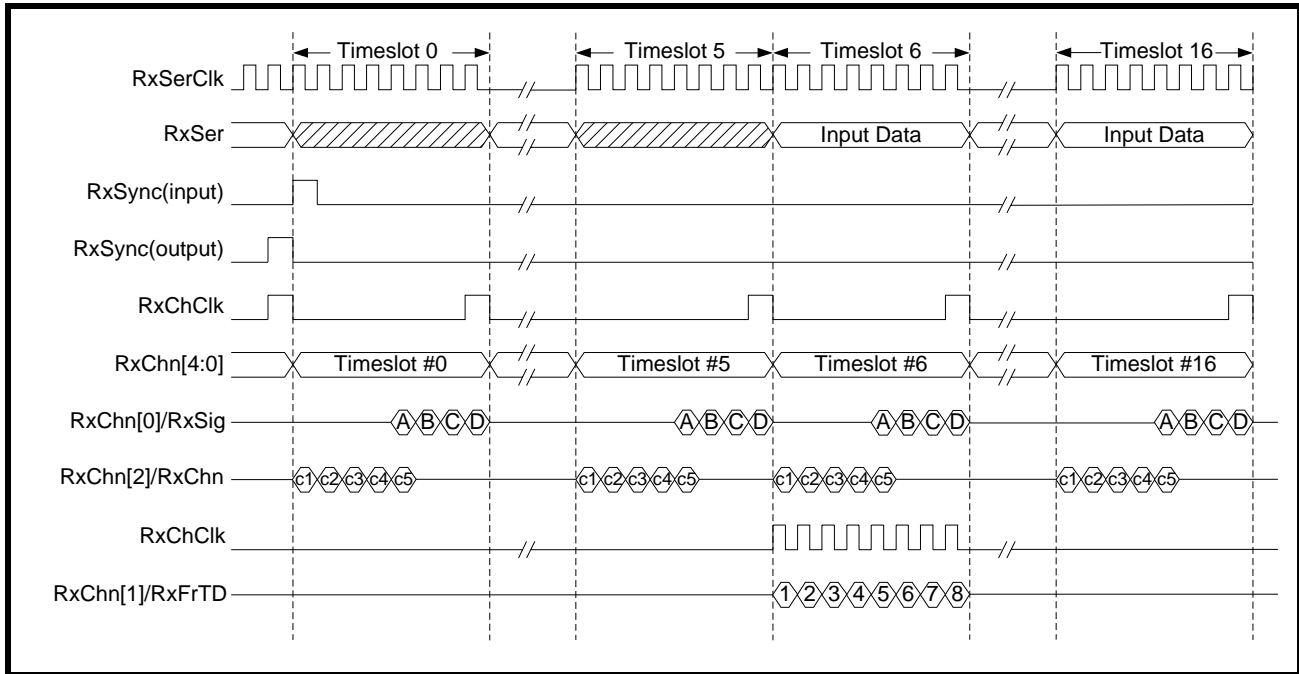 Timeslot 0 Timeslot 5 Timeslot 6 Timeslot 16
RxSerClk
RxSer Input Data Input Data
RxSync(input)
RxSync(output)
RxChClk
RxChn[4:0] Timeslot #0 Timeslot #5 Timeslot #6 Timeslot #16
RxChn[0]/RxSig A B C D A B C D A B C D A B C D
RxChn[2]/RxChn c1 c2 c3 c4 c5 c1 c2 c3 c4 c5 c1 c2 c3 c4 c5 c1 c2 c3 c4 c5
RxChClk
RxChn[1]/RxFrTD 1 2 3 4 5 6 7 8